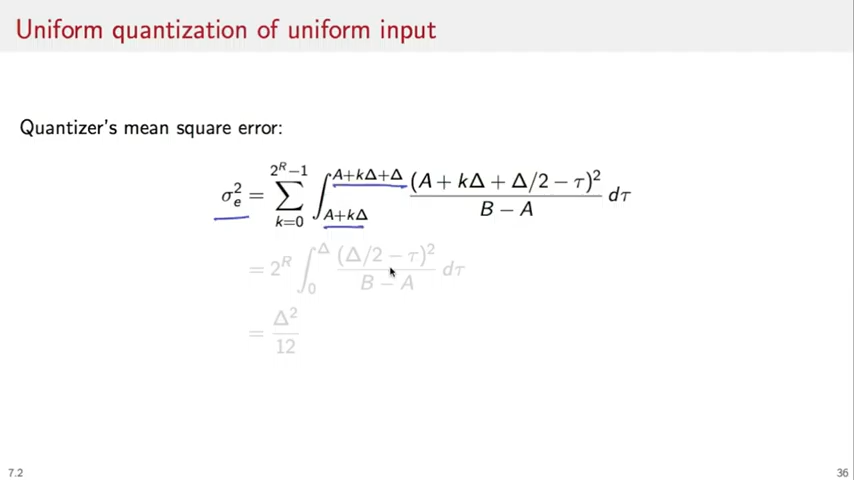 Uniform quantization of uniform input
Quantizer's mean square error:
σ_e^2 = ∑_{k=0}^{2^R−1} ∫_{A+kΔ}^{A+kΔ+Δ} (A + kΔ + Δ/2 − τ)^2 / (B − A) dτ
= 2^R ∫_0^Δ (Δ/2 − τ)^2 / (B − A) dτ
= Δ^2 / 12
7.2 36